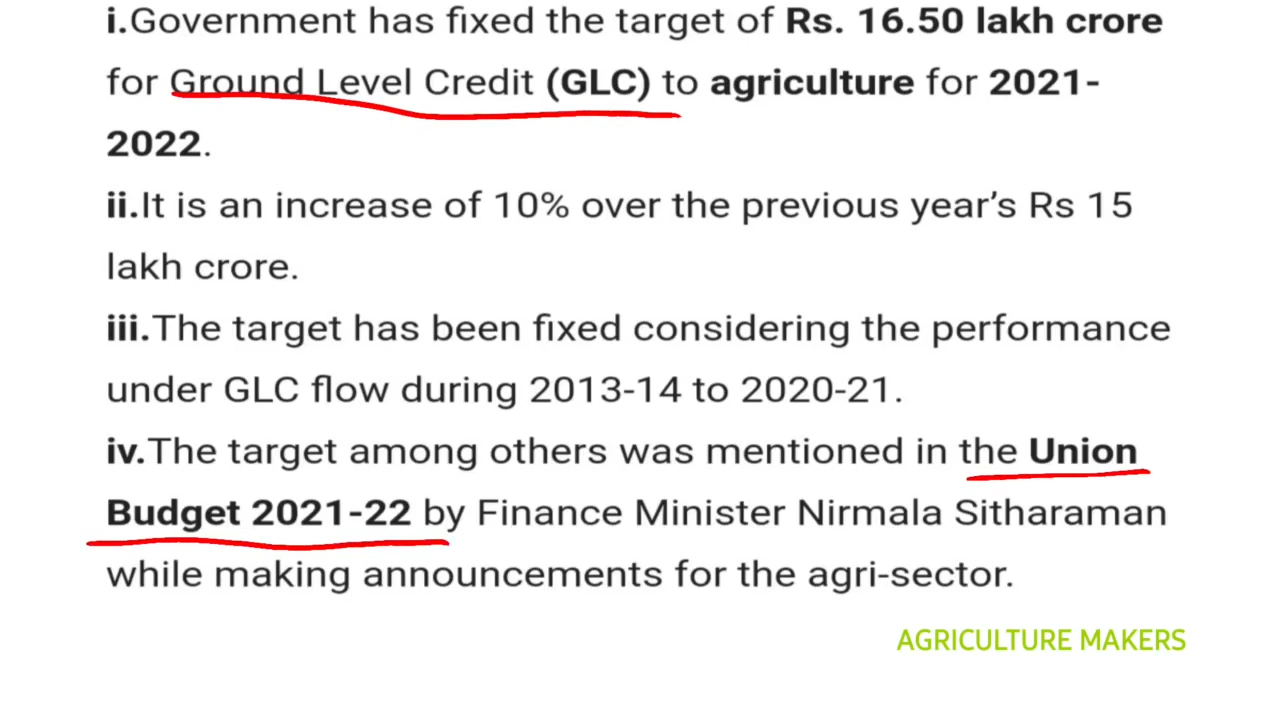 i.Government has fixed the target of Rs. 16.50 lakh crore
for Ground Level Credit (GLC) to agriculture for 2021-
2022.
ii.It is an increase of 10% over the previous year’s Rs 15
lakh crore.
iii.The target has been fixed considering the performance
under GLC flow during 2013-14 to 2020-21.
iv.The target among others was mentioned in the Union
Budget 2021-22 by Finance Minister Nirmala Sitharaman
while making announcements for the agri-sector.
AGRICULTURE MAKERS